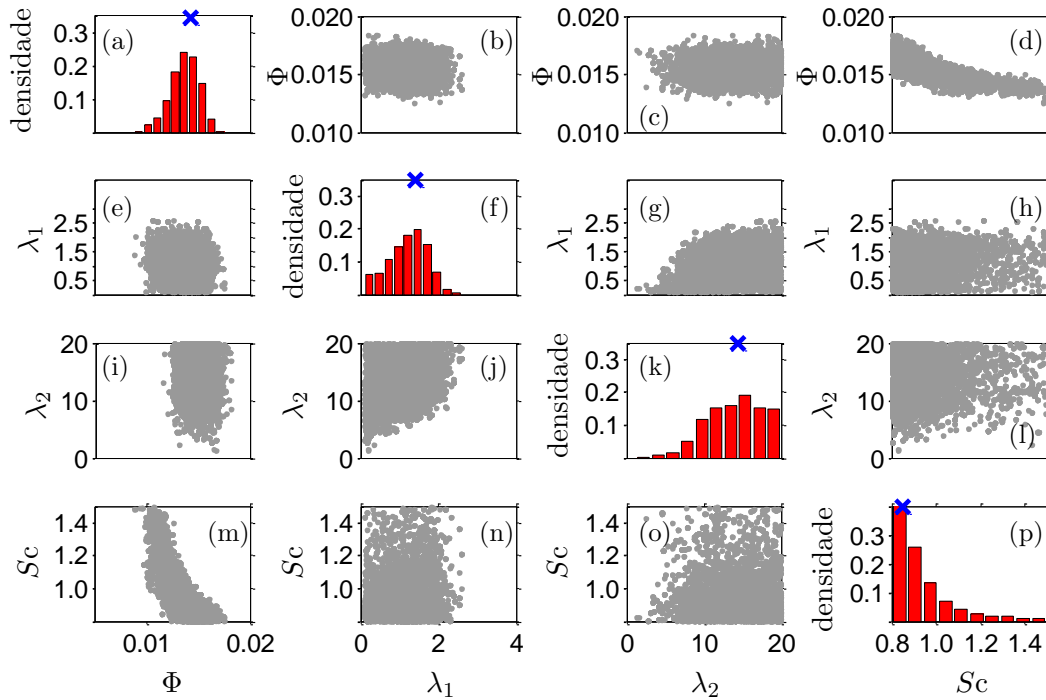 densidade
0.3
0.2
0.1
(a)
Φ
0.020
0.015
0.010
(b)
Φ
0.020
0.015
0.010
(c)
Φ
0.020
0.015
0.010
(d)
λ1
2.5
1.5
0.5
(e)
densidade
0.3
0.2
0.1
(f)
λ1
2.5
1.5
0.5
(g)
λ1
2.5
1.5
0.5
(h)
λ2
20
10
0
(i)
λ2
20
10
0
(j)
densidade
0.3
0.2
0.1
(k)
λ2
20
10
0
(l)
Sc
1.4
1.2
1.0
(m)
Sc
1.4
1.2
1.0
(n)
Sc
1.4
1.2
1.0
(o)
densidade
0.3
0.2
0.1
(p)
0.01 0.02
0 2 4
0 10 20
0.8 1.0 1.2 1.4
Φ
λ1
λ2
Sc